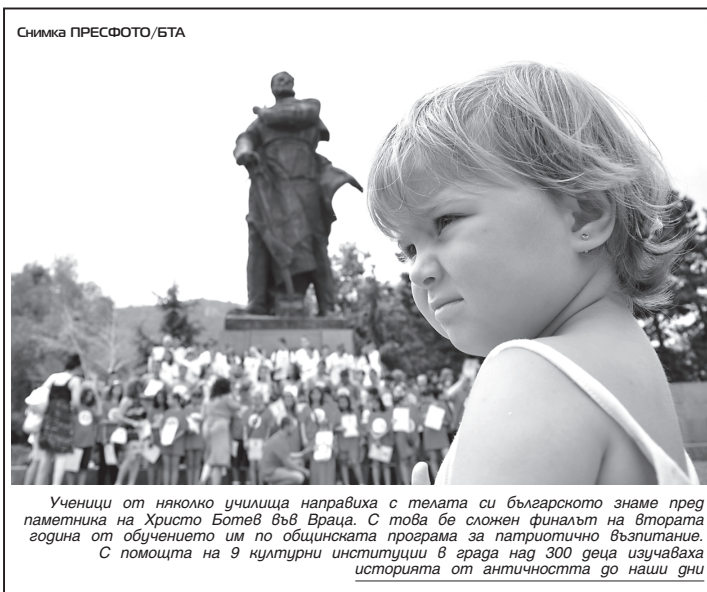 Снимка ПРЕСФОТО/БТА
Ученици от няколко училища направиха с телата си българското знаме пред
паметника на Христо Ботев във Враца. С това бе сложен финалът на втората
година от обучението им по общинската програма за патриотично възпитание.
С помощта на 9 културни институции в града над 300 деца изучаваха
историята от античността до наши дни